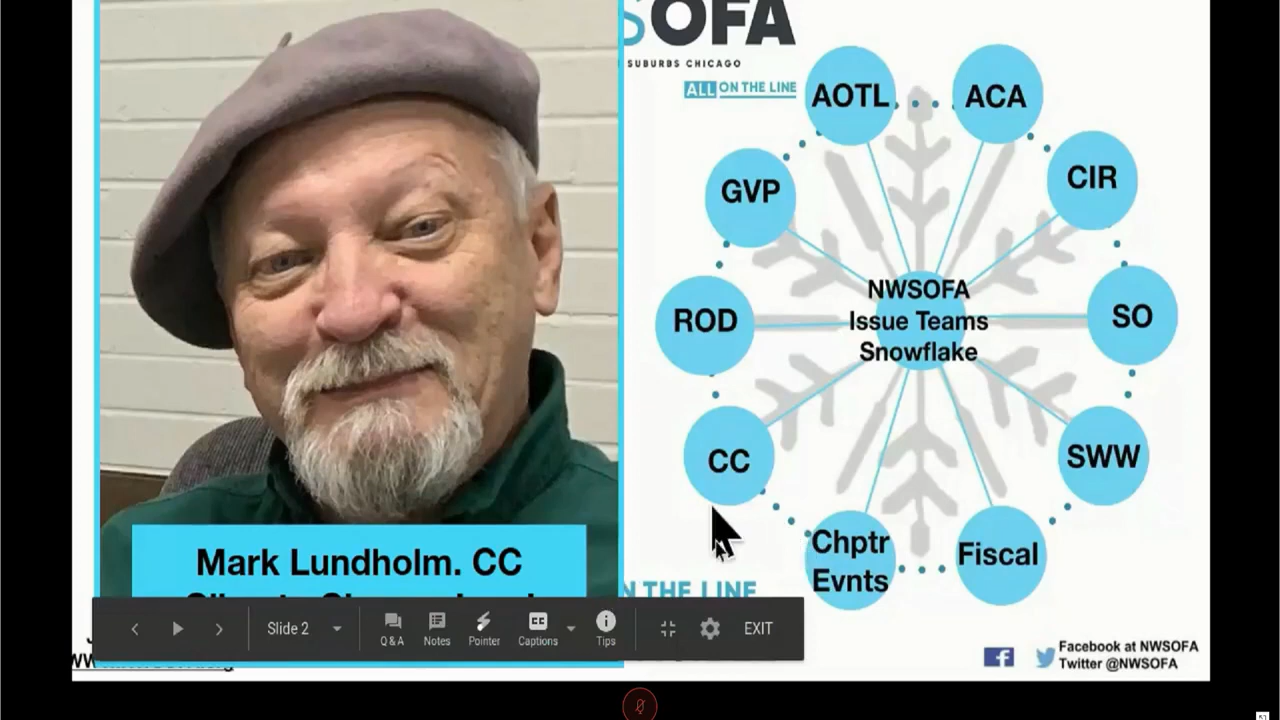 SOFA
SUBURBS CHICAGO
ALL ON THE LINE
AOTL
ACA
GVP
CIR
ROD
NWSOFA
Issue Teams
Snowflake
SO
CC
SWW
Chptr
Evnts
Fiscal
Mark Lundholm. CC
N THE LINE
Slide 2
Q & A
Notes
Pointer
Captions
Tips
EXIT
Facebook at NWSOFA
Twitter @NWSOFA